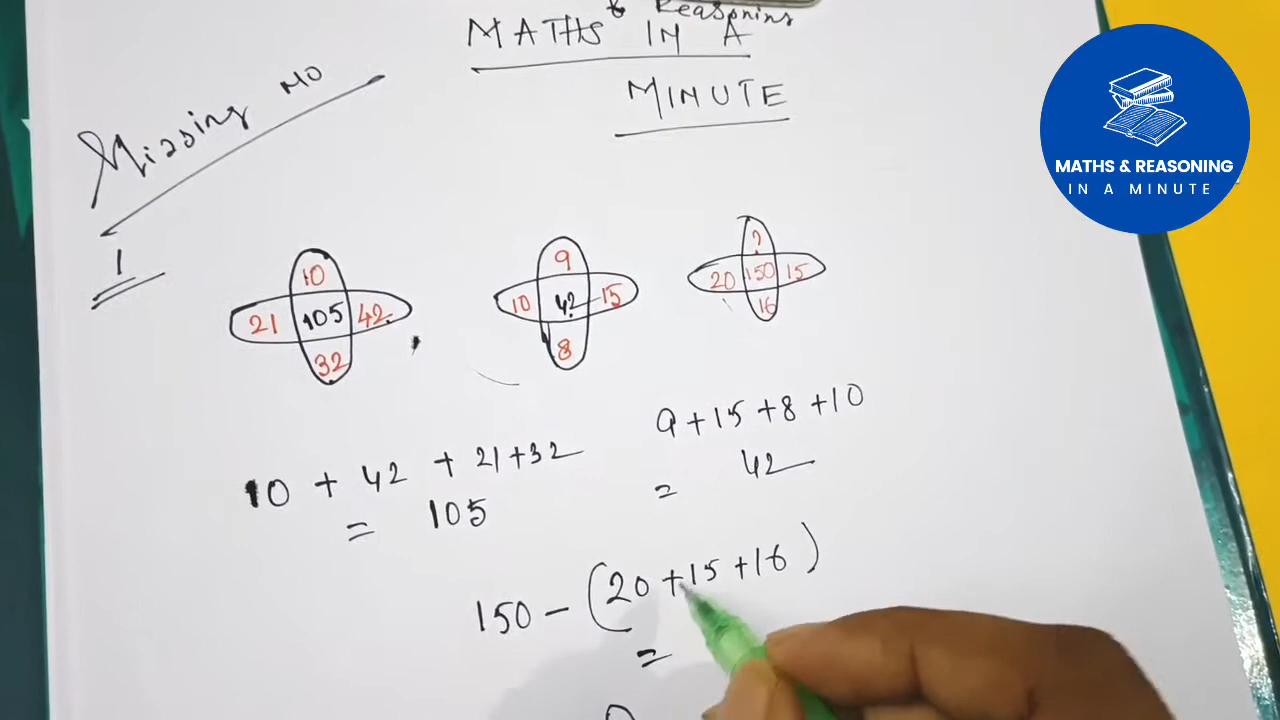 MATHS & Reasoning IN A
MINUTE
MATHS & REASONING
IN A MINUTE
Missing NO
1
10
21 105 42
32
9
10 42 15
8
?
20 150 15
16
10 + 42 + 21+32
= 105
9+15+8+10
= 42
150 - (20+15+16)
=